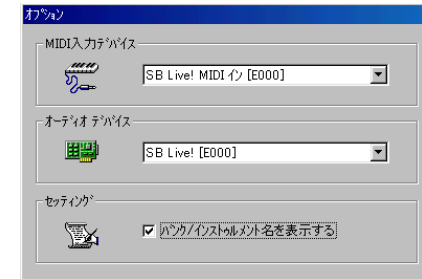 オプション
MIDI入力デバイス
SB Live! MIDI イン [E000]
オーディオ デバイス
SB Live! [E000]
セッティング
バンク/インストゥルメント名を表示する